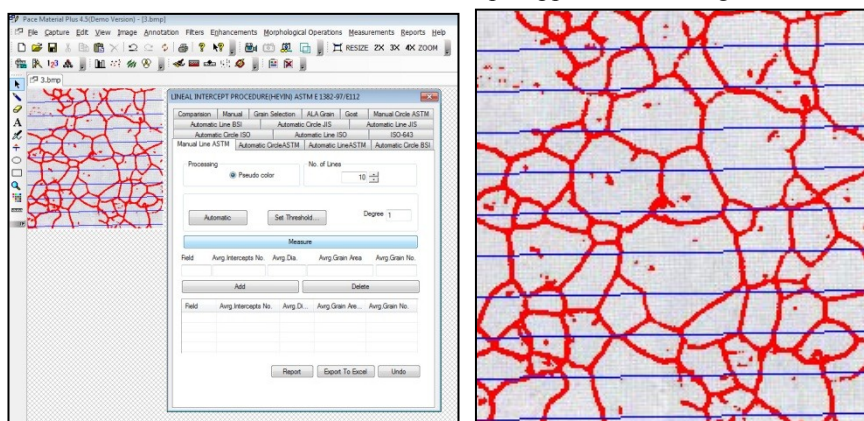 Pace Material Plus 4.5(Demo Version) - [3.bmp]
File Capture Edit View Image Annotation Filters Enhancements Morphological Operations Measurements Reports Help
RESIZE 2X 3X 4X ZOOM
3.bmp
LINEAL INTERCEPT PROCEDURE(HEYIN) ASTM E 1382-97/E112
Comparision Manual Grain Selection ALA Grain Goat Manual Circle ASTM
Automatic Line BSI Automatic Circle JIS Automatic Line JIS
Automatic Circle ISO Automatic Line ISO ISO-643
Manual Line ASTM Automatic CircleASTM Automatic LineASTM Automatic Circle BSI
Processing No. of Lines
Pseudo color 10
Automatic Set Threshold... Degree 1
Measure
Field Avrg.Intercepts No. Avrg.Dia. Avrg.Grain Area Avrg.Grain No.
Add Delete
Field Avrg.Intercepts No. Avrg.Di... Avrg.Grain Are... Avrg.Grain No.
Report Export To Excel Undo